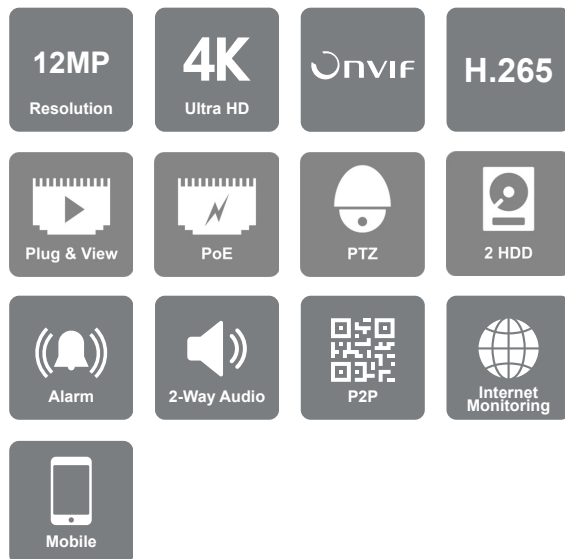 12MP
Resolution
4K
Ultra HD
ONVIF
H.265
Plug & View
PoE
PTZ
2 HDD
Alarm
2-Way Audio
P2P
Internet
Monitoring
Mobile